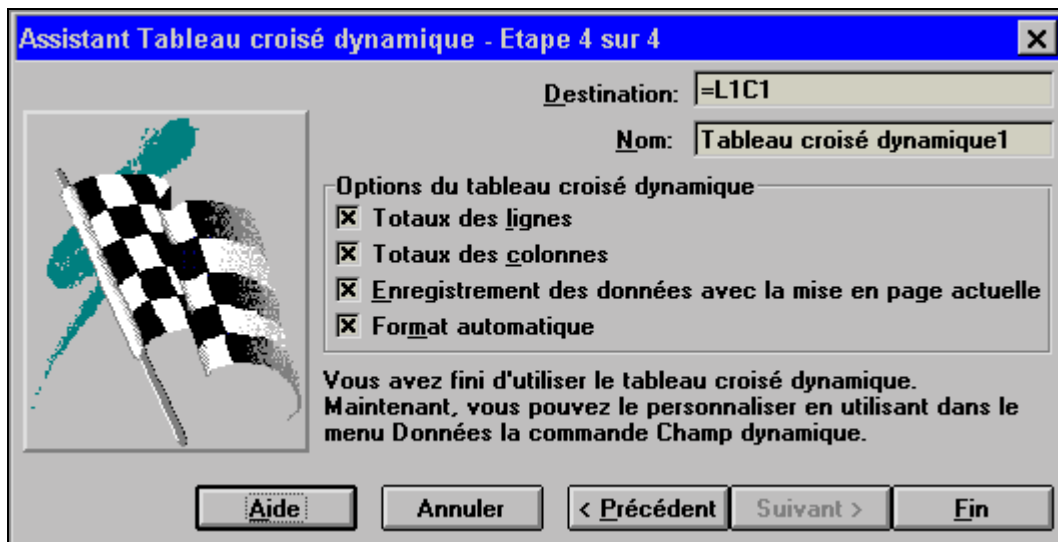 Assistant Tableau croisé dynamique - Etape 4 sur 4
Destination: =L1C1
Nom: Tableau croisé dynamique1
Options du tableau croisé dynamique
Totaux des lignes
Totaux des colonnes
Enregistrement des données avec la mise en page actuelle
Format automatique
Vous avez fini d'utiliser le tableau croisé dynamique.
Maintenant, vous pouvez le personnaliser en utilisant dans le
menu Données la commande Champ dynamique.
Aide Annuler < Précédent Suivant > Fin